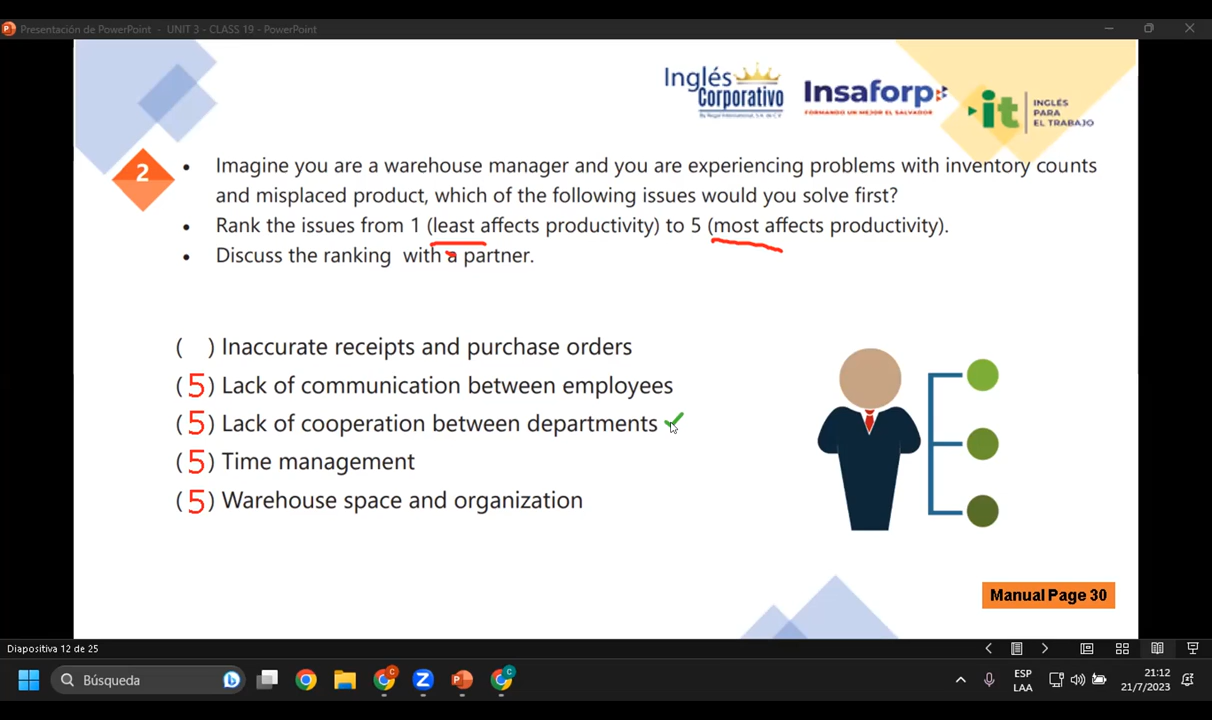 Presentación de PowerPoint - UNIT 3 - CLASS 19 - PowerPoint
Inglés
Corporativo
By Regal International, S.A. de C.V
Insaforp
FORMANDO UN MEJOR EL SALVADOR
it
INGLÉS
PARA
EL TRABAJO
2
• Imagine you are a warehouse manager and you are experiencing problems with inventory counts
and misplaced product, which of the following issues would you solve first?
• Rank the issues from 1 (least affects productivity) to 5 (most affects productivity).
• Discuss the ranking with a partner.
( ) Inaccurate receipts and purchase orders
(5) Lack of communication between employees
(5) Lack of cooperation between departments ✓
(5) Time management
(5) Warehouse space and organization
Manual Page 30
Diapositiva 12 de 25
Búsqueda
ESP
LAA
21:12
21/7/2023